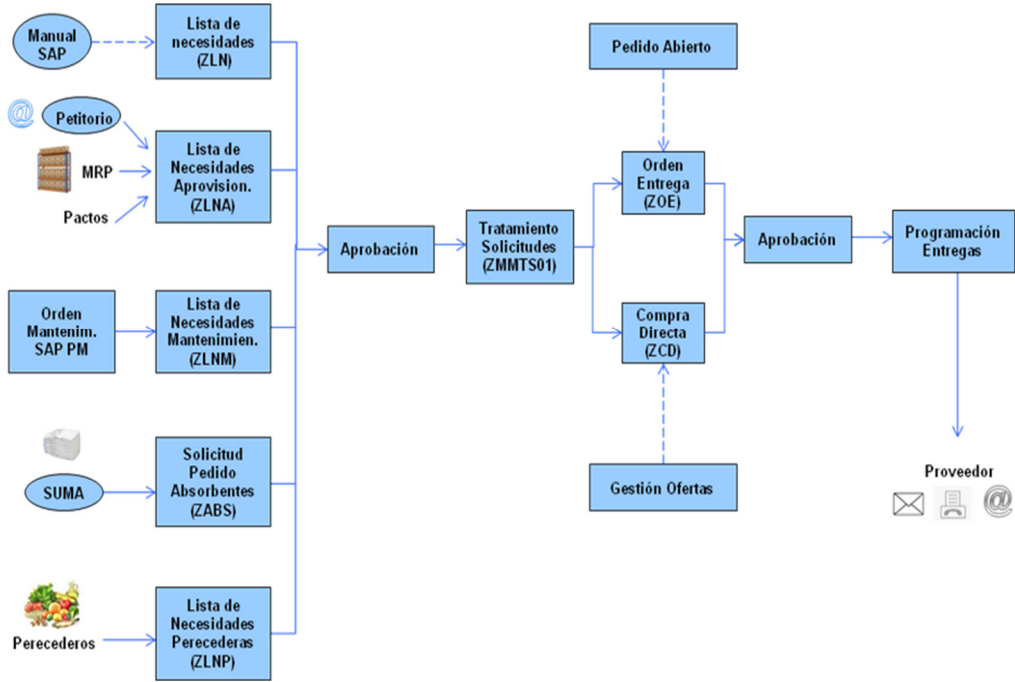 Manual
SAP
Lista de
necesidades
(ZLN)
@
Petitorio
MRP
Pactos
Lista de
Necesidades
Aprovision.
(ZLNA)
Orden
Mantenim.
SAP PM
Lista de
Necesidades
Mantenimien.
(ZLNM)
SUMA
Solicitud
Pedido
Absorbentes
(ZABS)
Perecederos
Lista de
Necesidades
Perecederas
(ZLNP)
Aprobación
Tratamiento
Solicitudes
(ZMMTS01)
Pedido Abierto
Orden
Entrega
(ZOE)
Compra
Directa
(ZCD)
Gestión Ofertas
Aprobación
Programación
Entregas
Proveedor
@